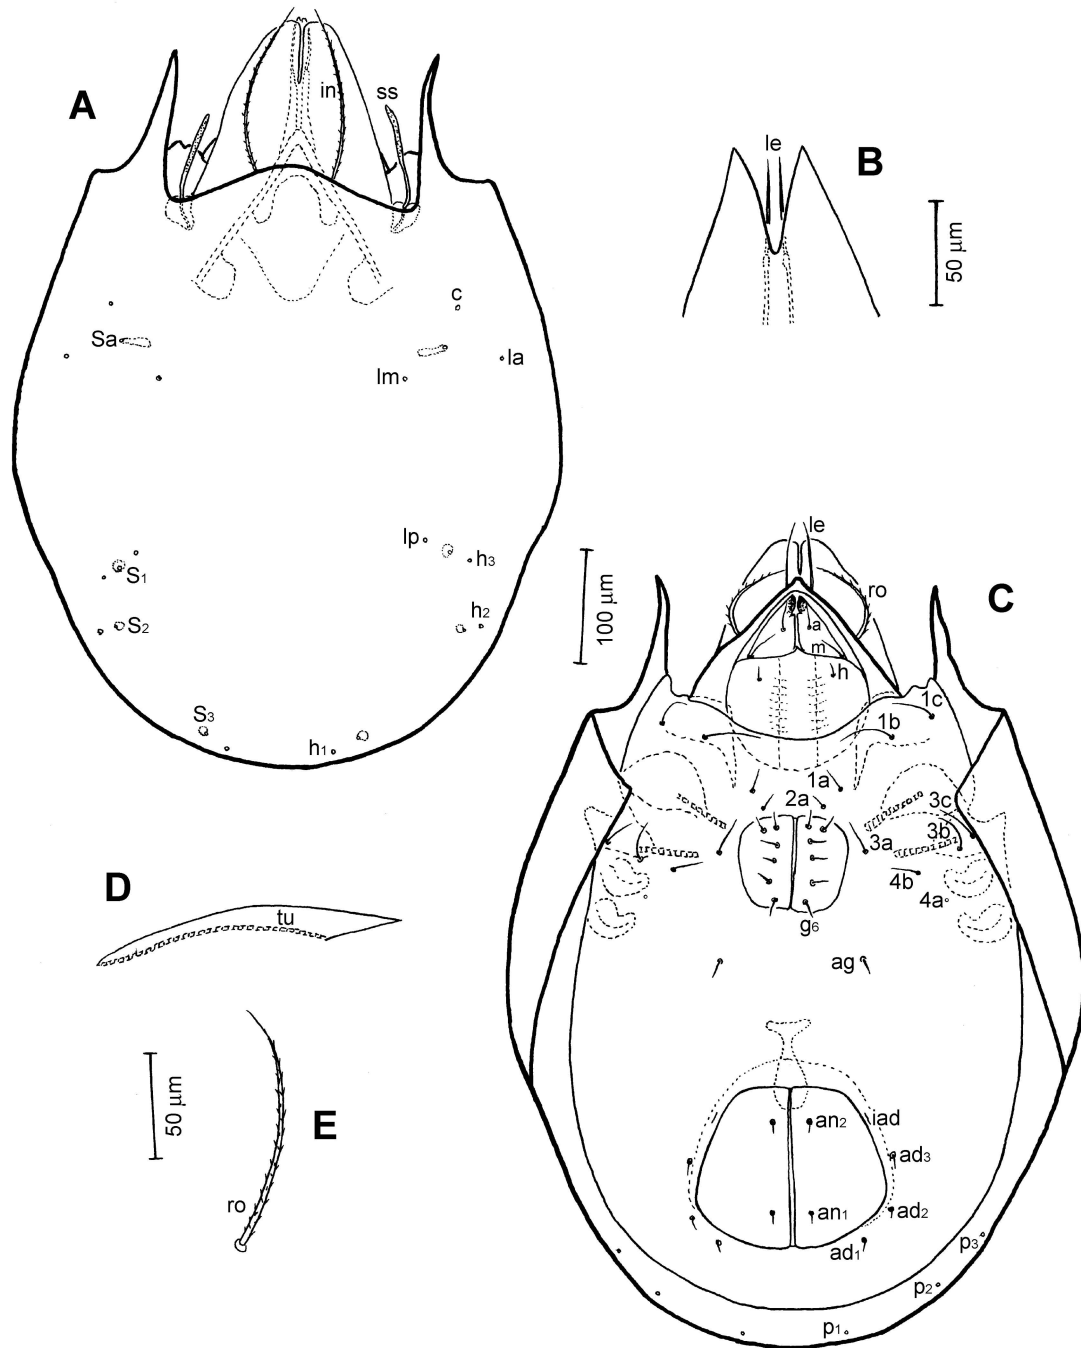 A
in
ss
c
Sa
la
lm
lp
h3
S1
h2
S2
S3
h1
B
le
50 µm
100 µm
C
le
ro
a
m
h
1c
1b
1a
2a
3c
3b
3a
4b
4a
g6
ag
an2
iad
ad3
an1
ad2
ad1
p3
p2
p1
D
tu
E
50 µm
ro